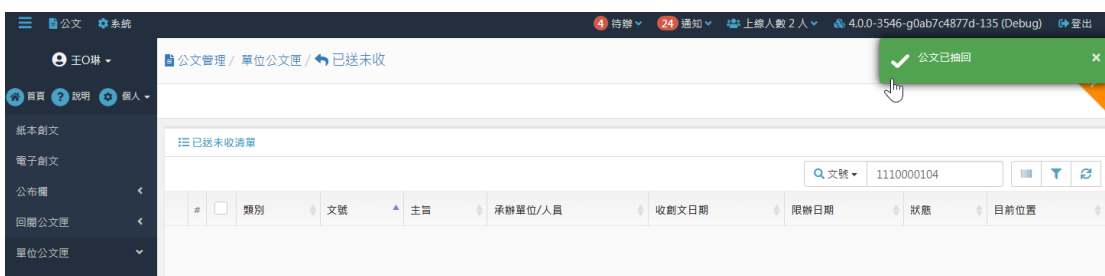 公文 系統 4 待辦 24 通知 上線人數 2 人 4.0.0-3546-g0ab7c4877d-135 (Debug) 登出
王O琳
公文管理 / 單位公文匣 / 已送未收
公文已抽回 ×
首頁 說明 個人
紙本創文
已送未收清單
電子創文
文號 1110000104
公布欄
# 類別 文號 主旨 承辦單位/人員 收創文日期 限辦日期 狀態 目前位置
回閱公文匣
單位公文匣